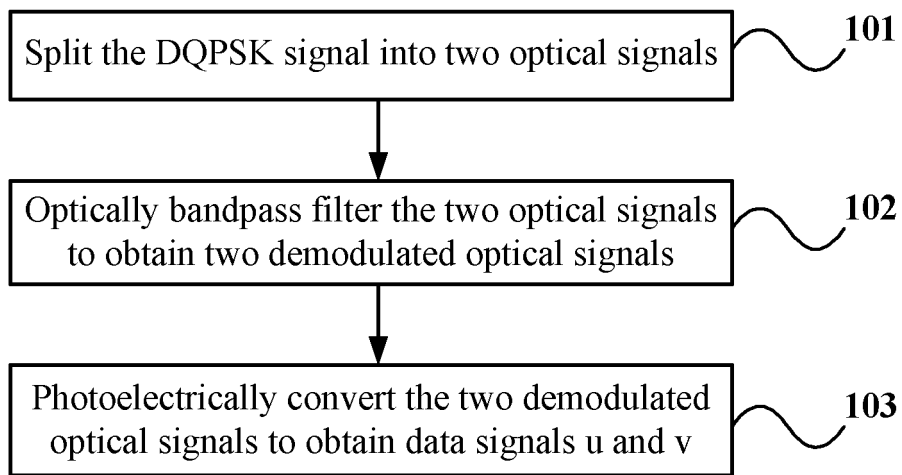 Split the DQPSK signal into two optical signals
101
Optically bandpass filter the two optical signals
to obtain two demodulated optical signals
102
Photoelectrically convert the two demodulated
optical signals to obtain data signals u and v
103